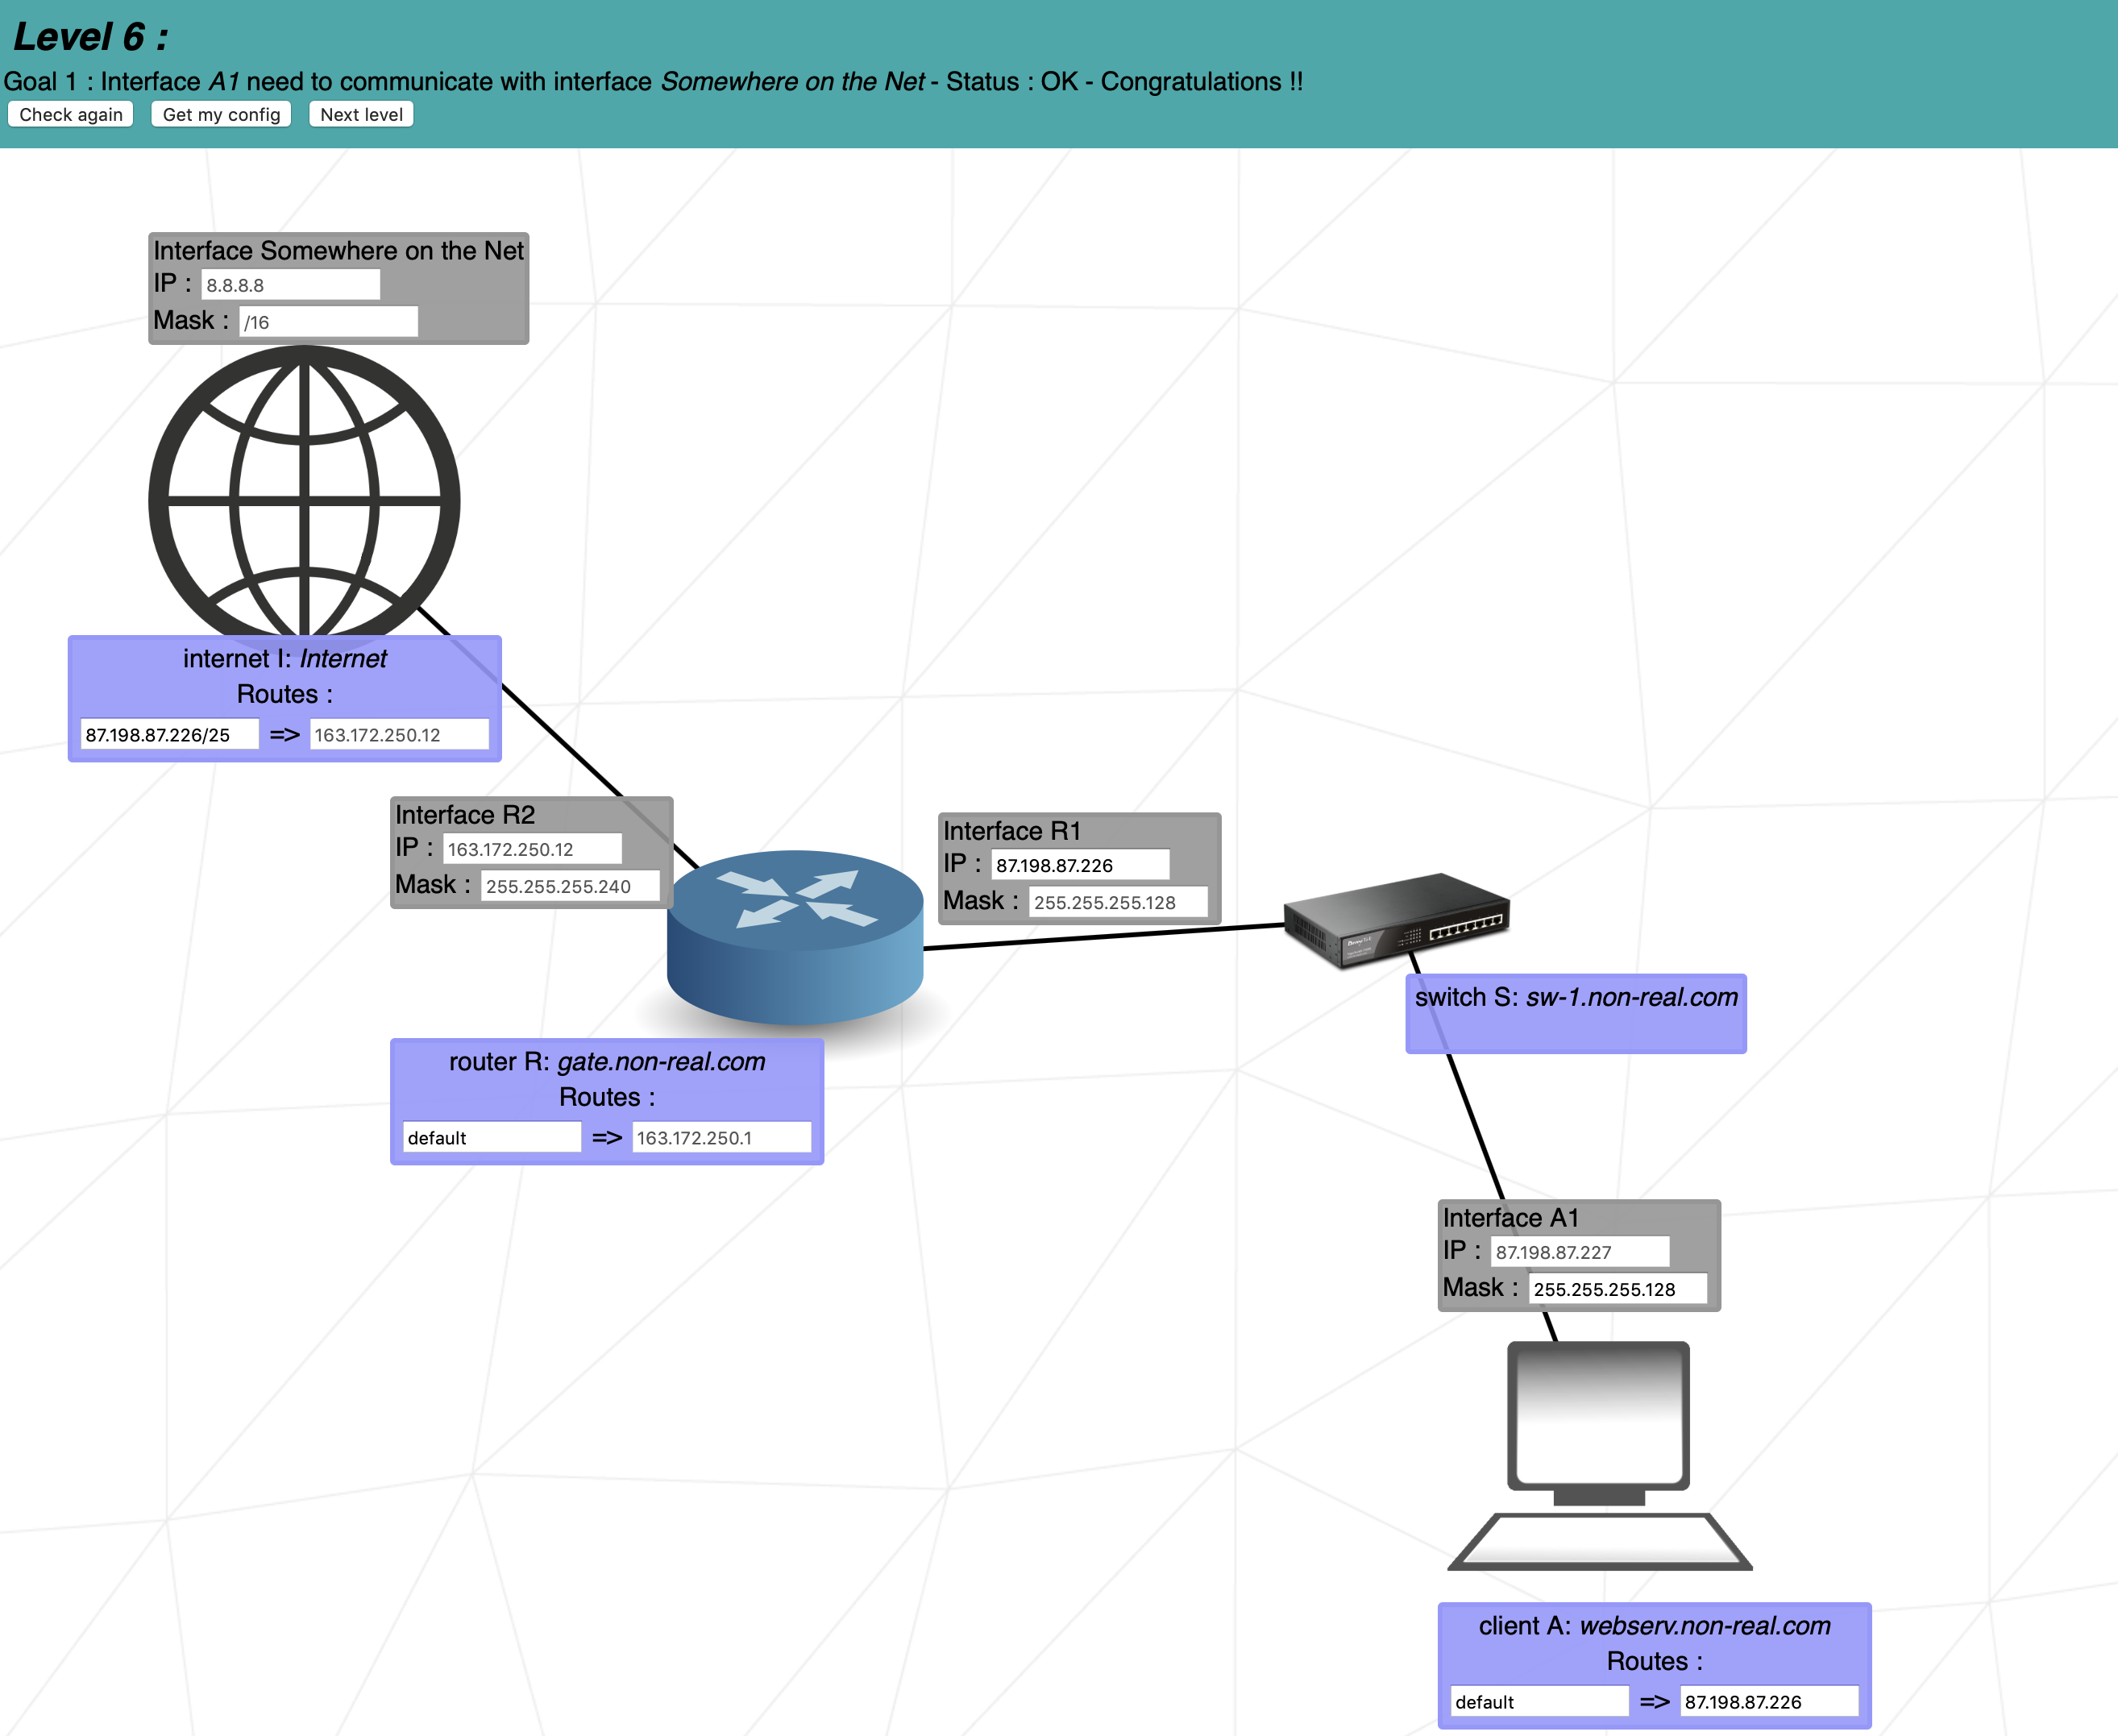 Level 6 :
Goal 1 : Interface A1 need to communicate with interface Somewhere on the Net - Status : OK - Congratulations !!
Check again Get my config Next level
Interface Somewhere on the Net
IP : 8.8.8.8
Mask : /16
internet I: Internet
Routes :
87.198.87.226/25 => 163.172.250.12
Interface R2
IP : 163.172.250.12
Mask : 255.255.255.240
Interface R1
IP : 87.198.87.226
Mask : 255.255.255.128
switch S: sw-1.non-real.com
router R: gate.non-real.com
Routes :
default => 163.172.250.1
Interface A1
IP : 87.198.87.227
Mask : 255.255.255.128
client A: webserv.non-real.com
Routes :
default => 87.198.87.226